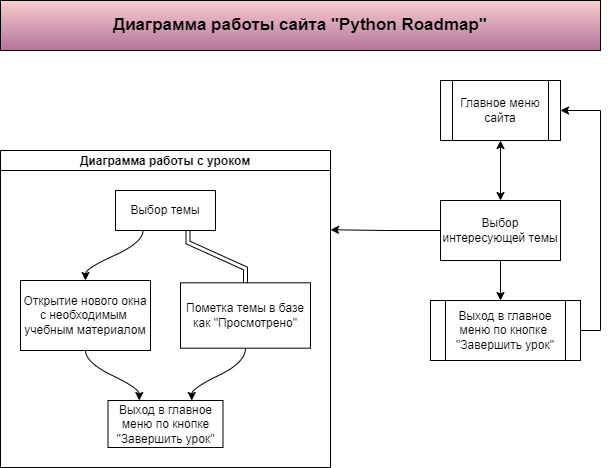 Диаграмма работы сайта "Python Roadmap"
Главное меню
сайта
Диаграмма работы с уроком
Выбор темы
Выбор
интересующей темы
Открытие нового окна
с необходимым
учебным материалом
Пометка темы в базе
как "Просмотрено"
Выход в главное
меню по кнопке
"Завершить урок"
Выход в главное
меню по кнопке
"Завершить урок"